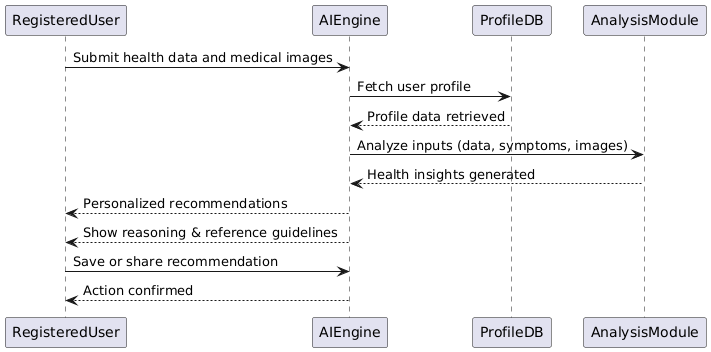 RegisteredUser AIEngine ProfileDB AnalysisModule
Submit health data and medical images
Fetch user profile
Profile data retrieved
Analyze inputs (data, symptoms, images)
Health insights generated
Personalized recommendations
Show reasoning & reference guidelines
Save or share recommendation
Action confirmed
RegisteredUser AIEngine ProfileDB AnalysisModule